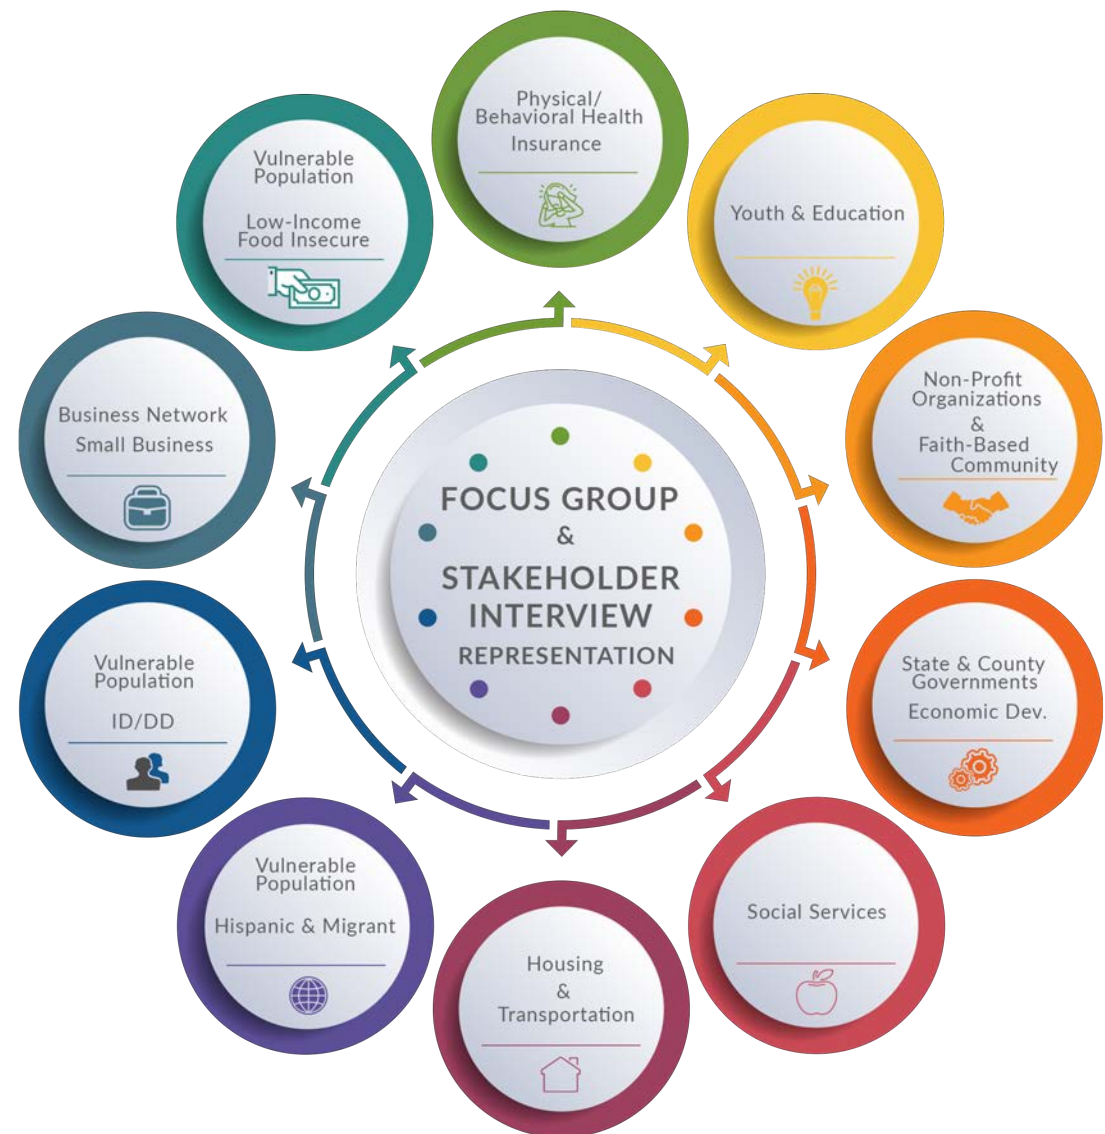 Physical/
Behavioral Health
Insurance
Youth & Education
Non-Profit
Organizations
&
Faith-Based
Community
State & County
Governments
Economic Dev.
Social Services
Housing
&
Transportation
Vulnerable
Population
Hispanic & Migrant
Vulnerable
Population
ID/DD
Business Network
Small Business
Vulnerable
Population
Low-Income
Food Insecure
FOCUS GROUP
&
STAKEHOLDER
INTERVIEW
REPRESENTATION